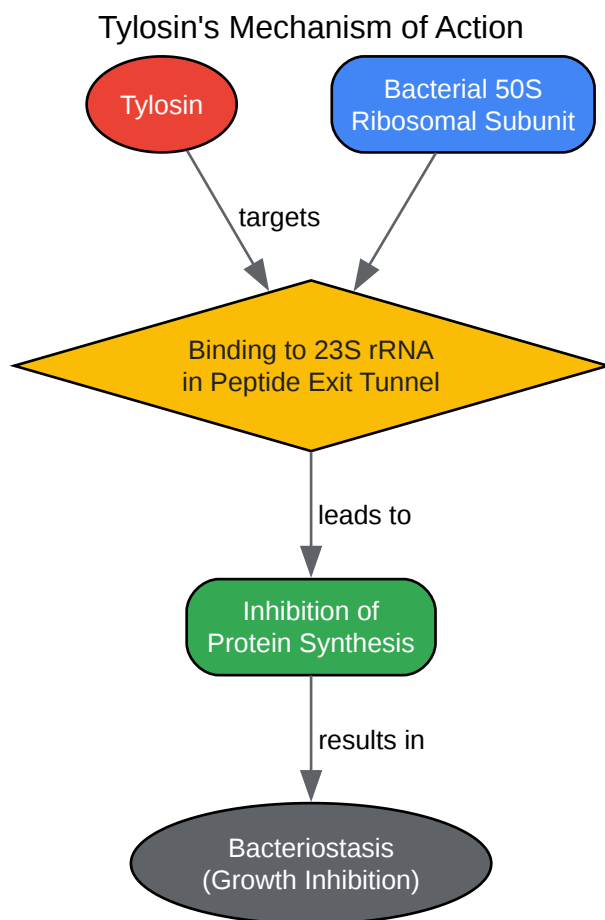 Tylosin's Mechanism of Action
Tylosin
Bacterial 50S
Ribosomal Subunit
targets
Binding to 23S rRNA
in Peptide Exit Tunnel
leads to
Inhibition of
Protein Synthesis
results in
Bacteriostasis
(Growth Inhibition)